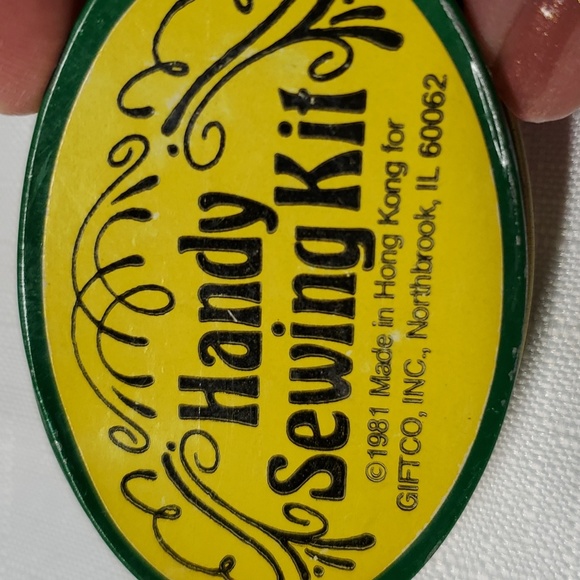 Handy
Sewing Kit
©1981 Made in Hong Kong for
GIFTCO, INC., Northbrook, IL 60062